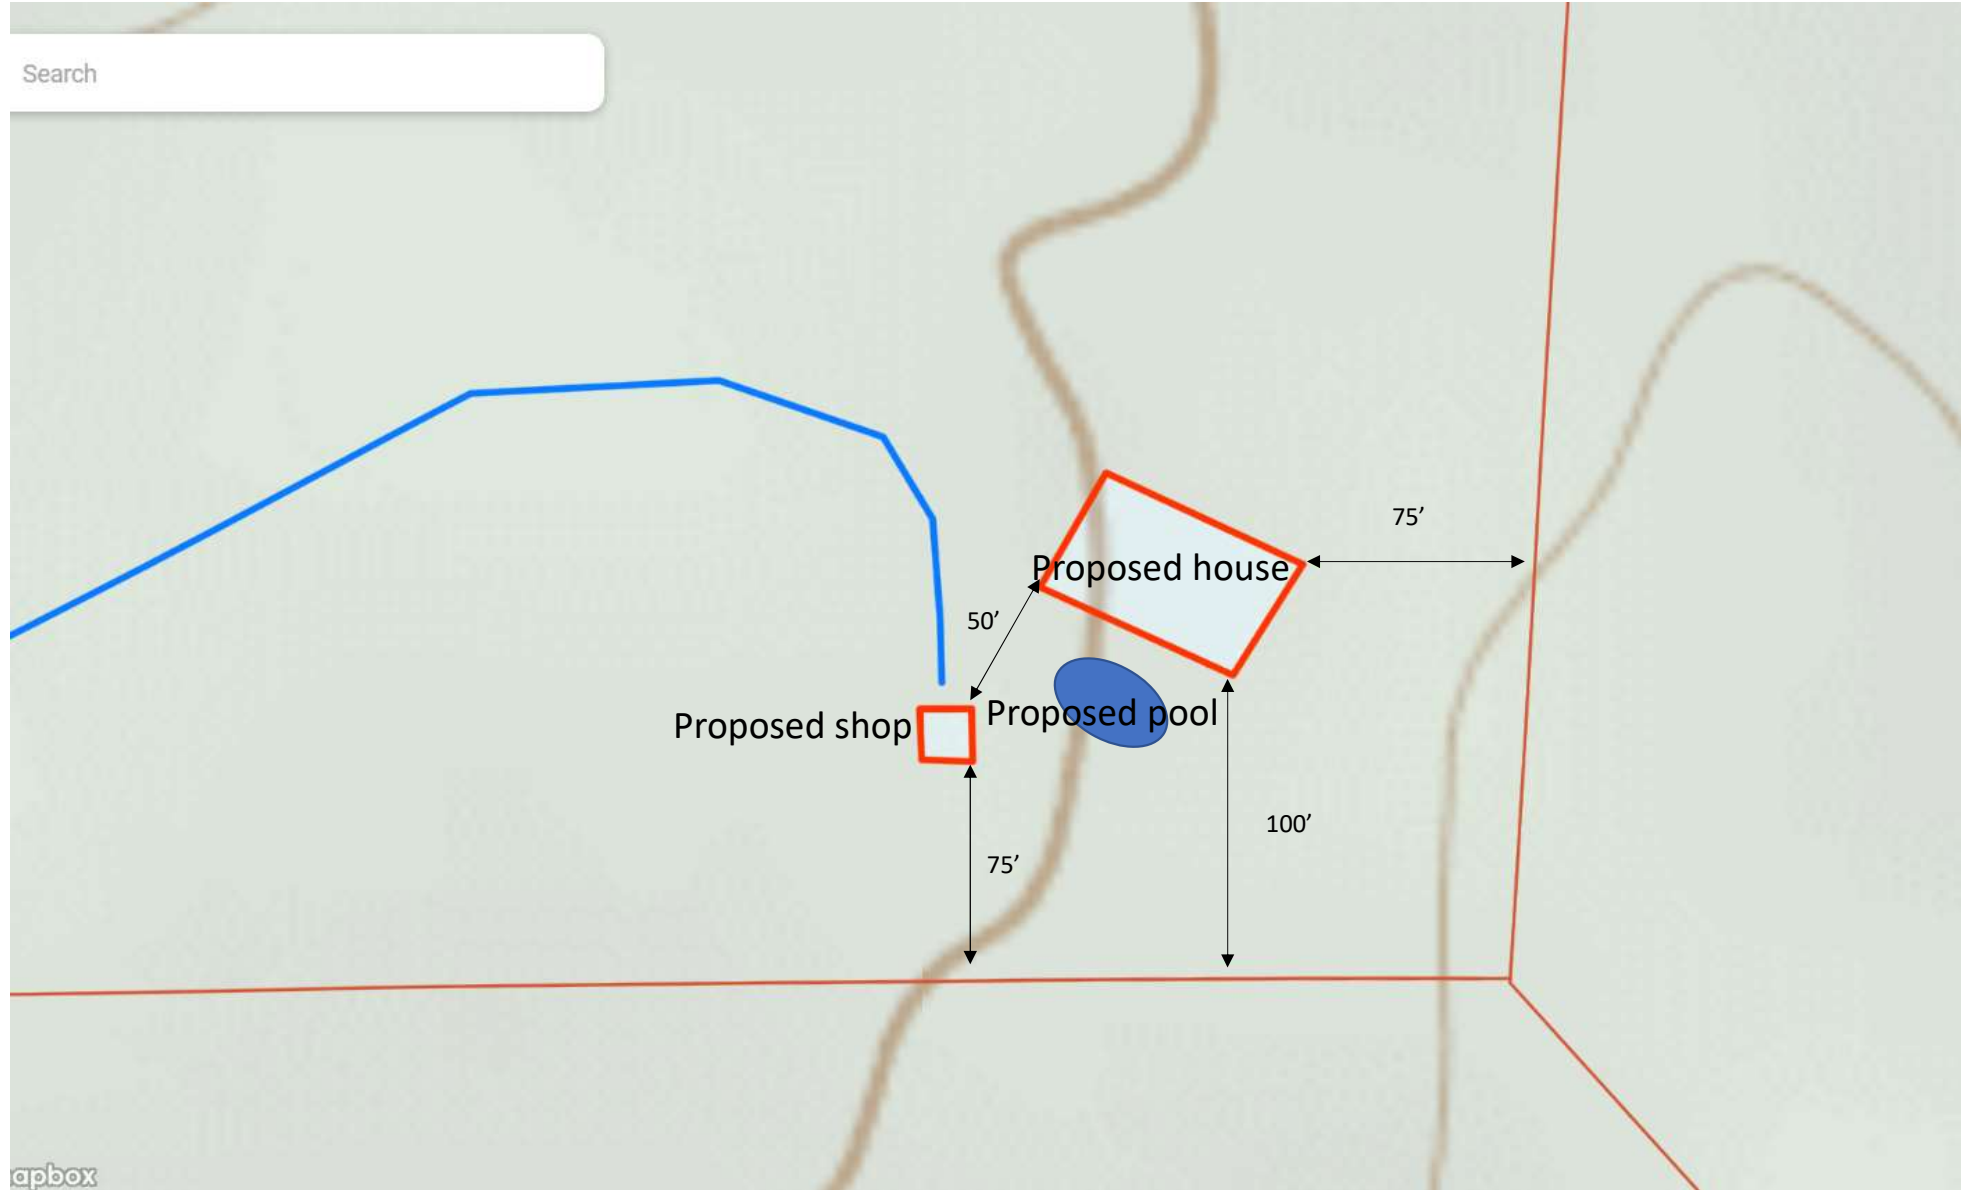 Search
75’
Proposed house
50’
Proposed pool
Proposed shop
100’
75’
apbox